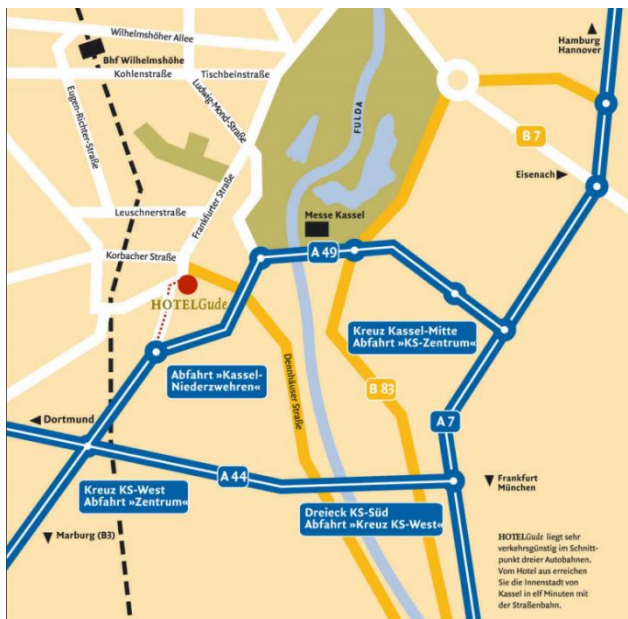 Wilhelmshöher Allee
Hamburg
Hannover
Bhf Wilhelmshöhe
Kohlenstraße
Tischbeinstraße
Eugen-Richter-Straße
Ludwig-Mond-Straße
FULDA
B 7
Eisenach
Frankfurter Straße
Leuschnerstraße
Messe Kassel
Korbacher Straße
A 49
HOTELGude
Kreuz Kassel-Mitte
Abfahrt »KS-Zentrum«
Abfahrt »Kassel-
Niederzwehren«
Dennhäuser Straße
B 83
Dortmund
A 7
A 44
Kreuz KS-West
Abfahrt »Zentrum«
Frankfurt
München
Dreieck KS-Süd
Abfahrt »Kreuz KS-West«
Marburg (B3)
HOTELGude liegt sehr
verkehrsgünstig im Schnitt-
punkt dreier Autobahnen.
Vom Hotel aus erreichen
Sie die Innenstadt von
Kassel in elf Minuten mit
der Straßenbahn.